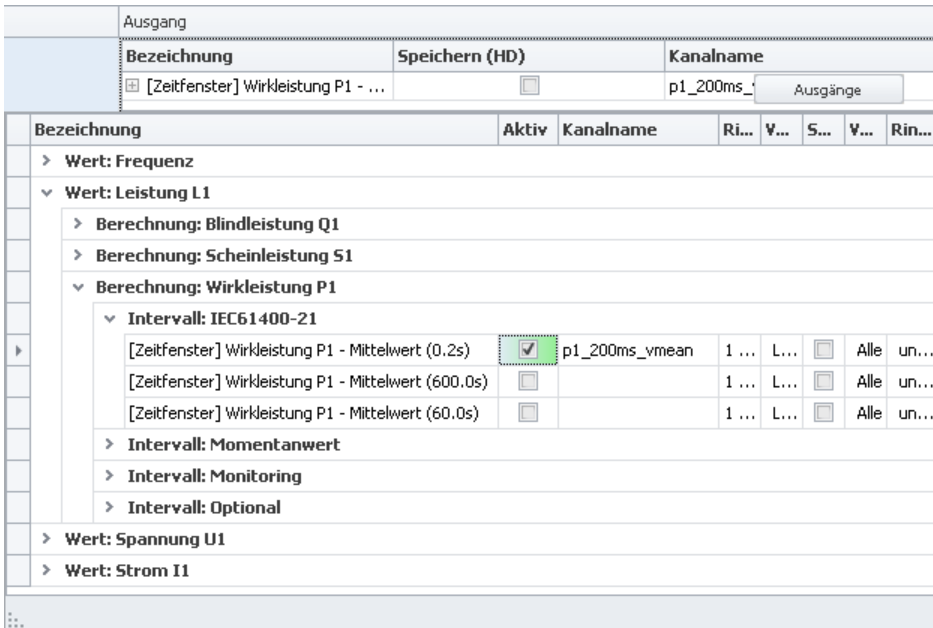 Ausgang
Bezeichnung Speichern (HD) Kanalname
[Zeitfenster] Wirkleistung P1 - ... p1_200ms_ Ausgänge
Bezeichnung Aktiv Kanalname Ri... V... S... V... Rin...
Wert: Frequenz
Wert: Leistung L1
Berechnung: Blindleistung Q1
Berechnung: Scheinleistung S1
Berechnung: Wirkleistung P1
Intervall: IEC61400-21
[Zeitfenster] Wirkleistung P1 - Mittelwert (0.2s) p1_200ms_vmean 1 ... L... Alle un...
[Zeitfenster] Wirkleistung P1 - Mittelwert (600.0s) 1 ... L... Alle un...
[Zeitfenster] Wirkleistung P1 - Mittelwert (60.0s) 1 ... L... Alle un...
Intervall: Momentanwert
Intervall: Monitoring
Intervall: Optional
Wert: Spannung U1
Wert: Strom I1